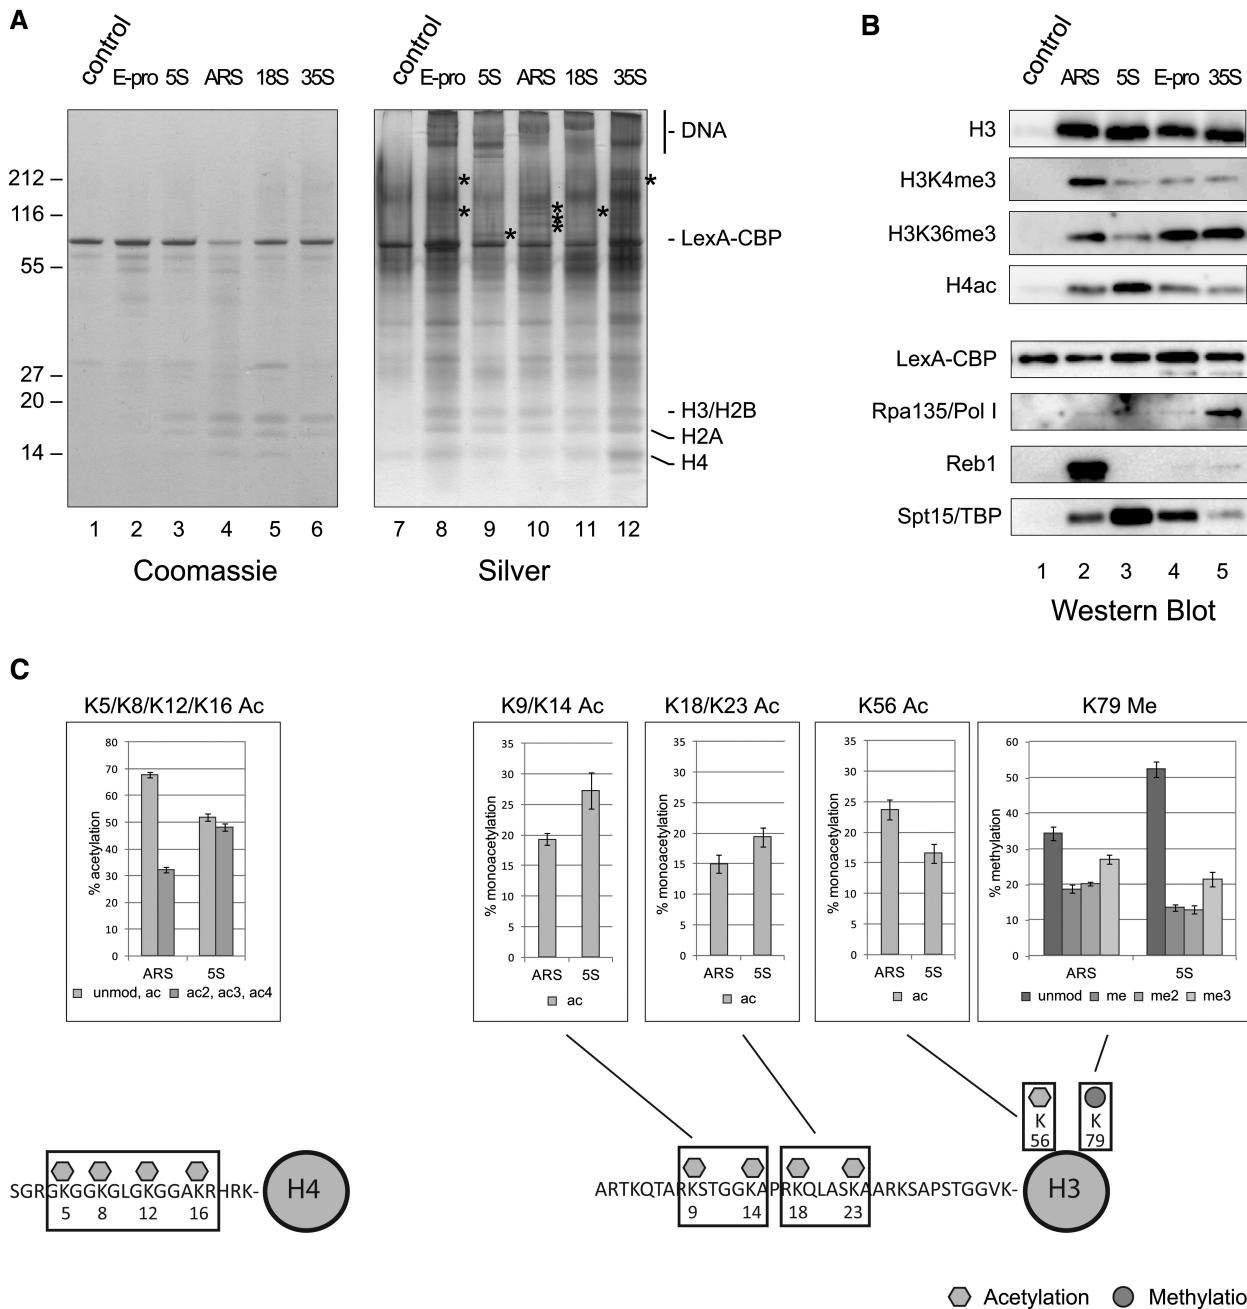 A
control E-pro 5S ARS 18S 35S
control E-pro 5S ARS 18S 35S
212
116
55
27
20
14
- DNA
- LexA-CBP
- H3/H2B
H2A
H4
* * * * * * * *
1 2 3 4 5 6
7 8 9 10 11 12
Coomassie
Silver
B
control ARS 5S E-pro 35S
H3
H3K4me3
H3K36me3
H4ac
LexA-CBP
Rpa135/Pol I
Reb1
Spt15/TBP
1 2 3 4 5
Western Blot
C
K5/K8/K12/K16 Ac
% acetylation
80
70
60
50
40
30
20
10
0
ARS 5S
unmod, ac ac2, ac3, ac4
K9/K14 Ac
% monoacetylation
35
30
25
20
15
10
5
0
ARS 5S
ac
K18/K23 Ac
% monoacetylation
35
30
25
20
15
10
5
0
ARS 5S
ac
K56 Ac
% monoacetylation
35
30
25
20
15
10
5
0
ARS 5S
ac
K79 Me
% methylation
60
50
40
30
20
10
0
ARS 5S
unmod me me2 me3
SGRGKGGKGLGKGGAKRHRK- H4
5 8 12 16
K
56
K
79
ARTKQTARKSTGGKAPRKQLASKAARKSAPSTGGVK- H3
9 14 18 23
Acetylation Methylatio